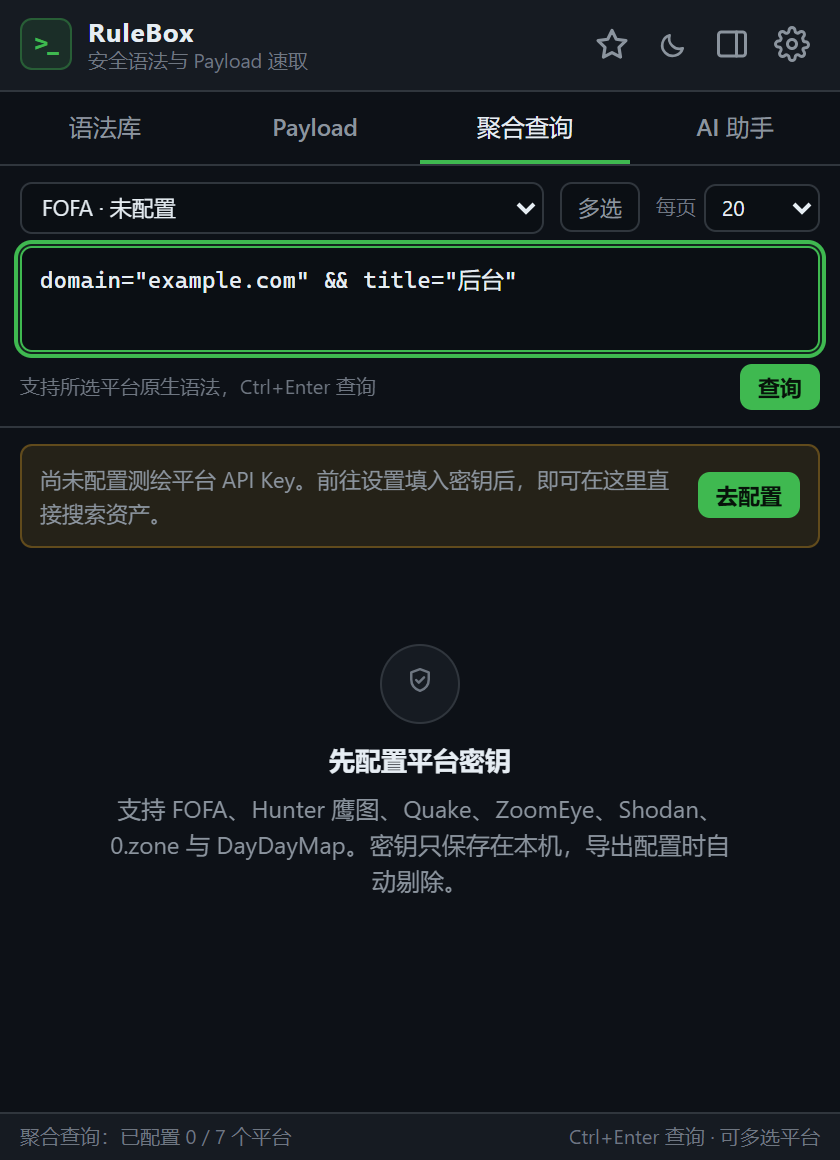 >_
RuleBox
安全语法与 Payload 速取
语法库 Payload 聚合查询 AI 助手
FOFA · 未配置 多选 每页 20
domain="example.com" && title="后台"
支持所选平台原生语法，Ctrl+Enter 查询 查询
尚未配置测绘平台 API Key。前往设置填入密钥后，即可在这里直
接搜索资产。
去配置
先配置平台密钥
支持 FOFA、Hunter 鹰图、Quake、ZoomEye、Shodan、
0.zone 与 DayDayMap。密钥只保存在本机，导出配置时自
动剔除。
聚合查询：已配置 0 / 7 个平台 Ctrl+Enter 查询 · 可多选平台